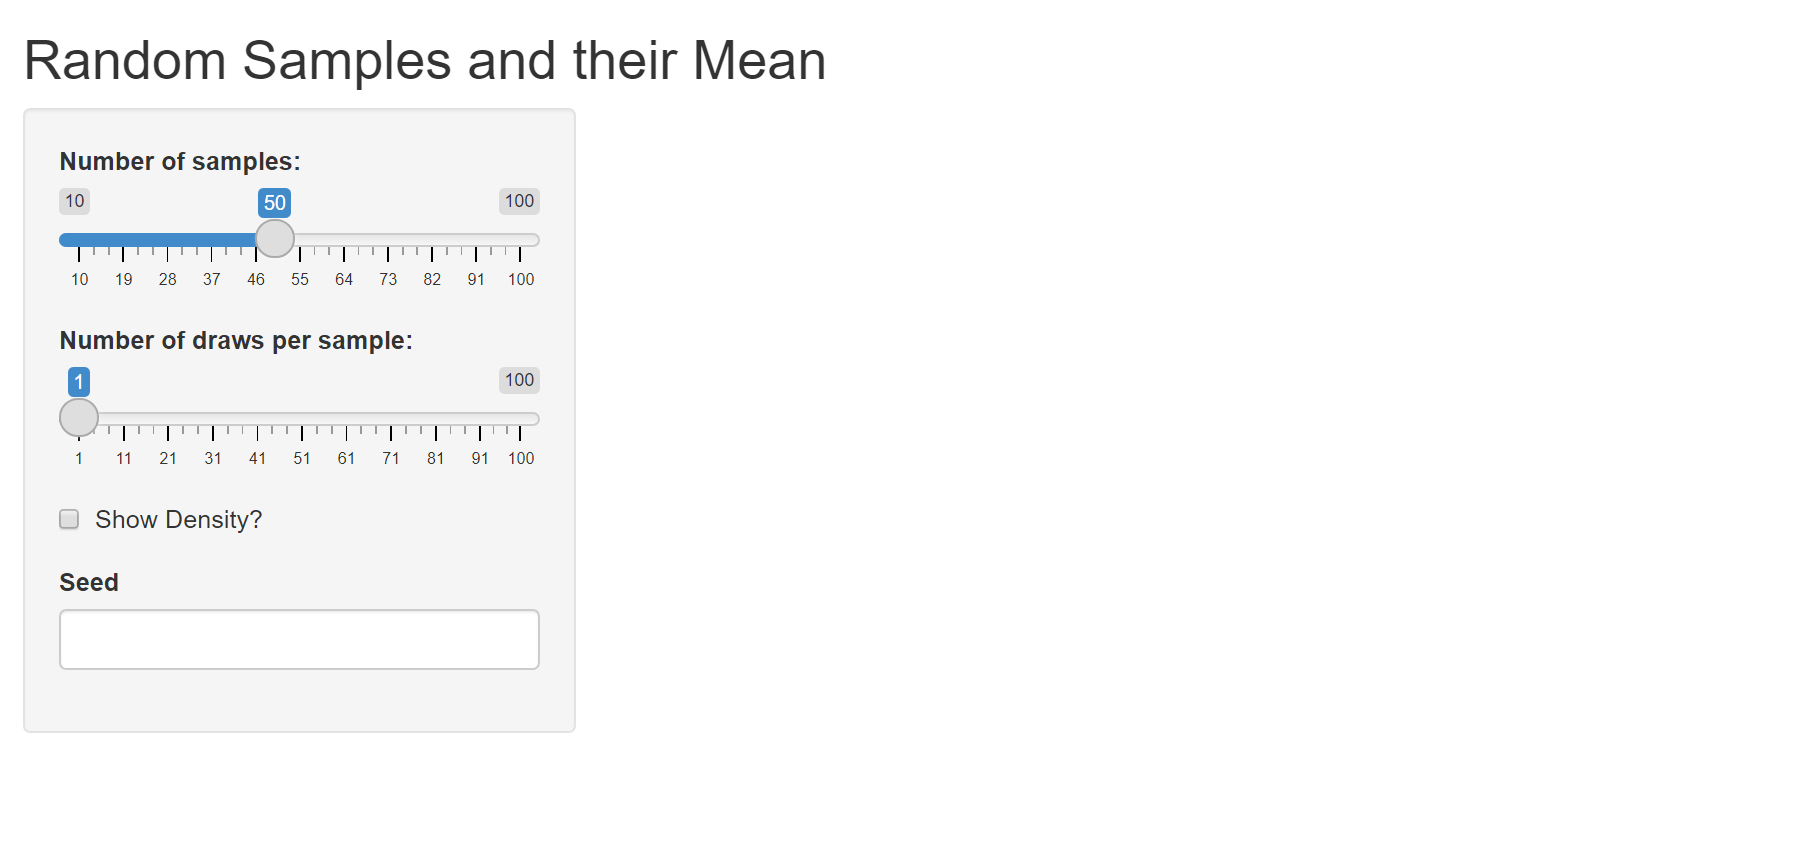 Random Samples and their Mean
Number of samples:
10 50 100
10 19 28 37 46 55 64 73 82 91 100
Number of draws per sample:
1 100
1 11 21 31 41 51 61 71 81 91 100
Show Density?
Seed